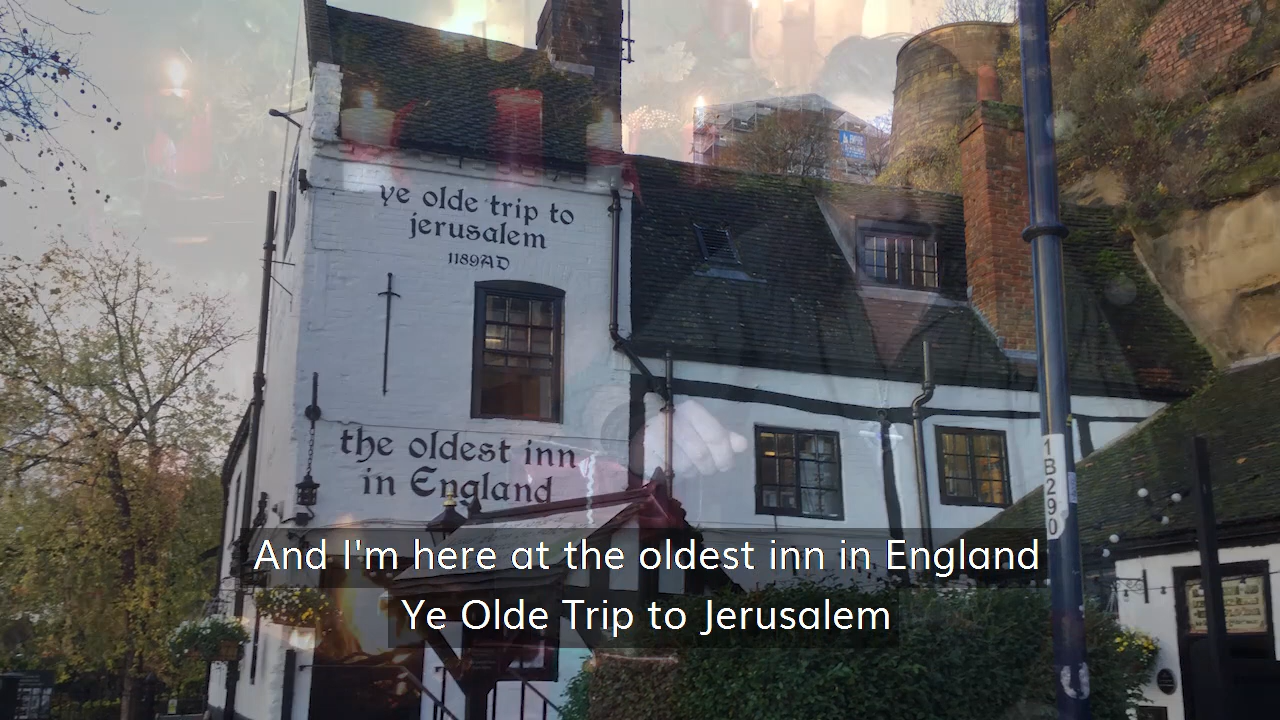 ye olde trip to
jerusalem
1189AD
the oldest inn
in England
1B290
And I'm here at the oldest inn in England
Ye Olde Trip to Jerusalem